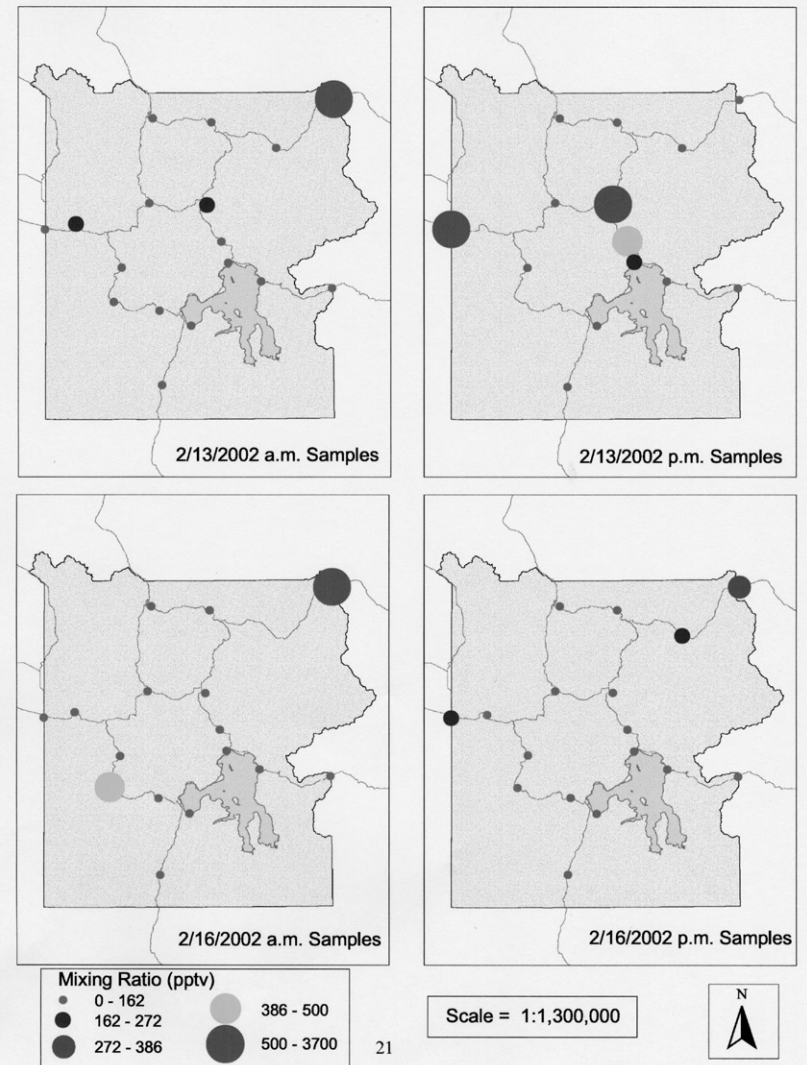 2/13/2002 a.m. Samples
2/13/2002 p.m. Samples
2/16/2002 a.m. Samples
2/16/2002 p.m. Samples
Mixing Ratio (pptv)
0 - 162
162 - 272
272 - 386
386 - 500
500 - 3700
21
Scale = 1:1,300,000
N